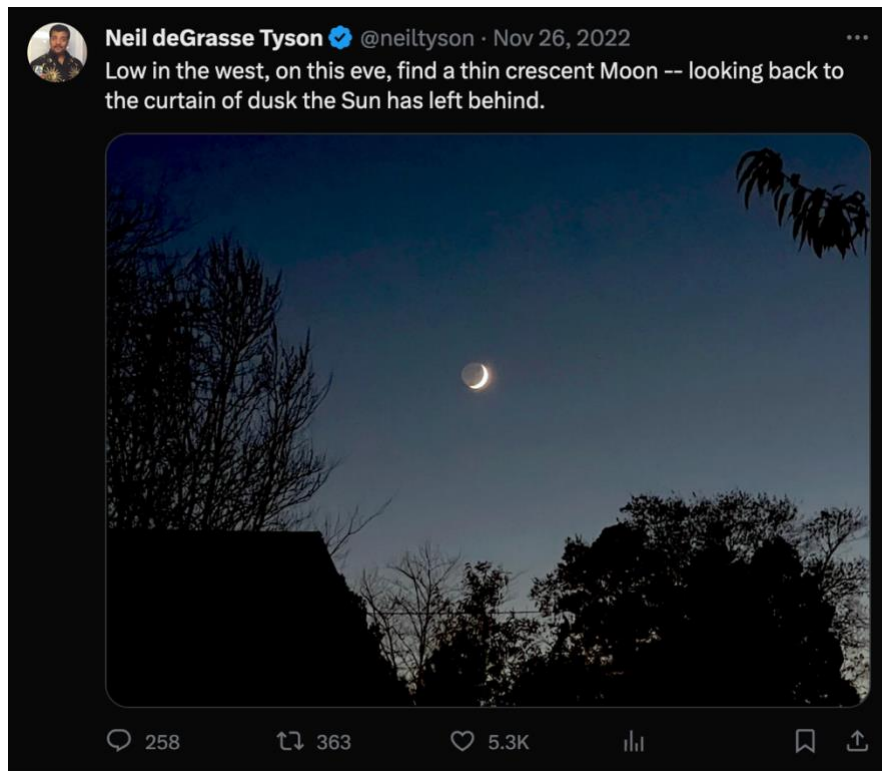 Neil deGrasse Tyson @neiltyson · Nov 26, 2022
Low in the west, on this eve, find a thin crescent Moon -- looking back to
the curtain of dusk the Sun has left behind.
258 363 5.3K